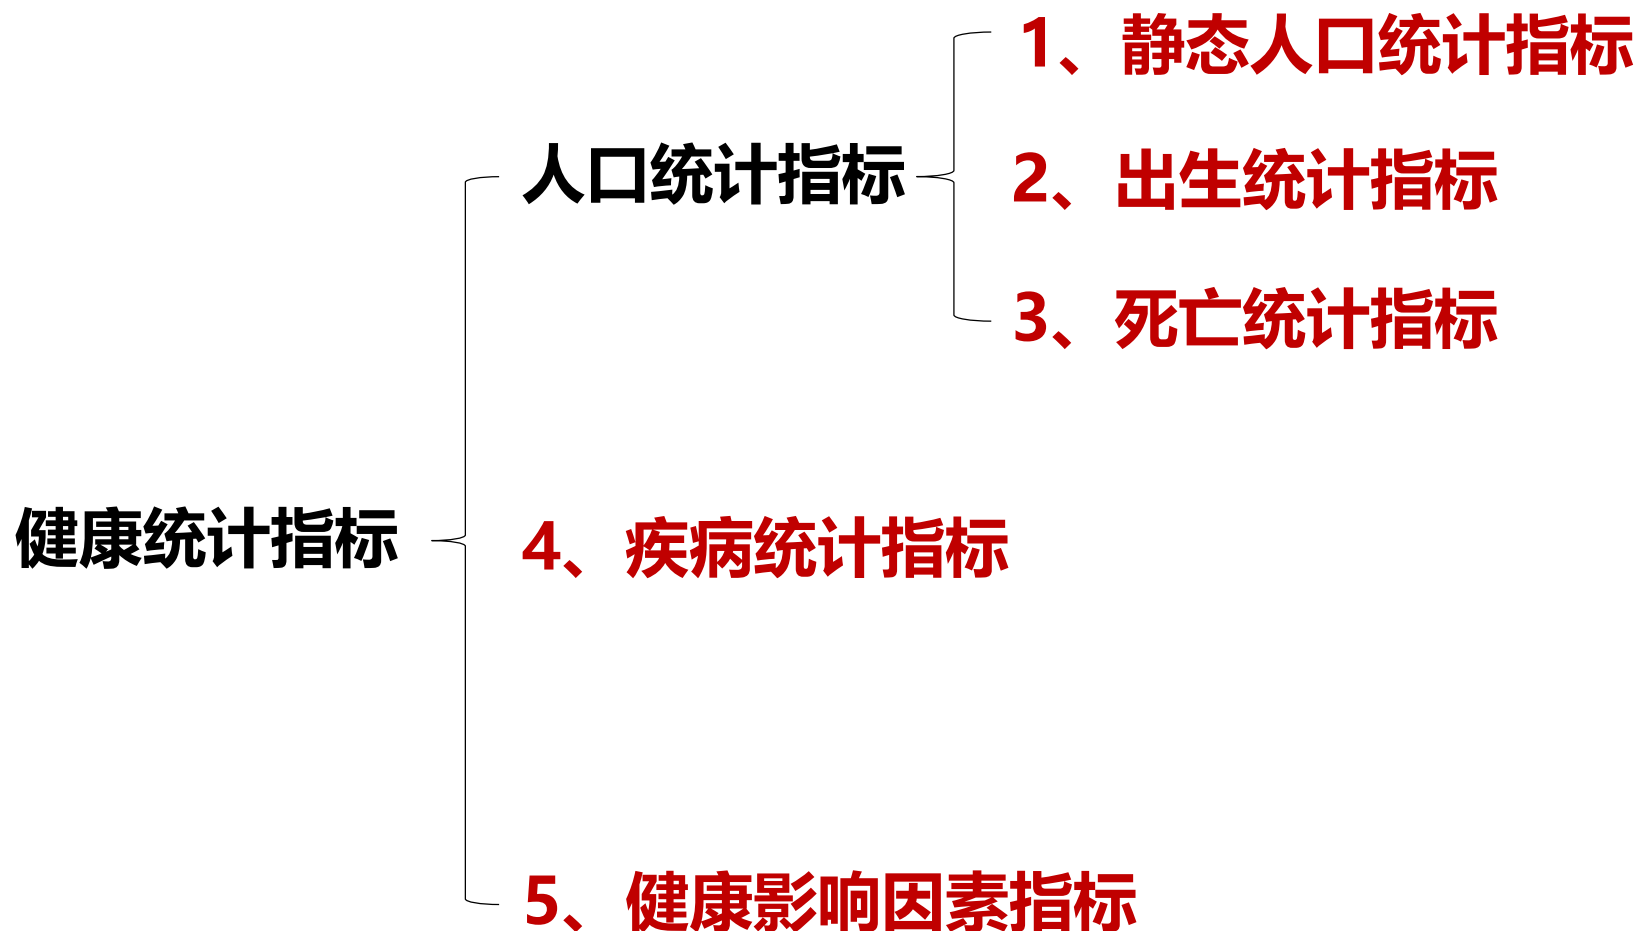 1、静态人口统计指标
人口统计指标
2、出生统计指标
3、死亡统计指标
健康统计指标
4、疾病统计指标
5、健康影响因素指标